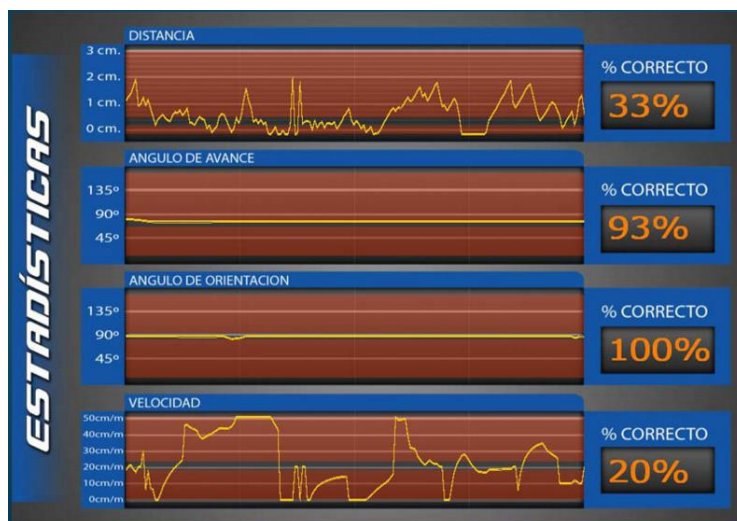 ESTADÍSTICAS
DISTANCIA
3 cm.
2 cm.
1 cm.
0 cm.
% CORRECTO
33%
ANGULO DE AVANCE
135º
90º
45º
% CORRECTO
93%
ANGULO DE ORIENTACION
135º
90º
45º
% CORRECTO
100%
VELOCIDAD
50cm/m
40cm/m
30cm/m
20cm/m
10cm/m
0cm/m
% CORRECTO
20%